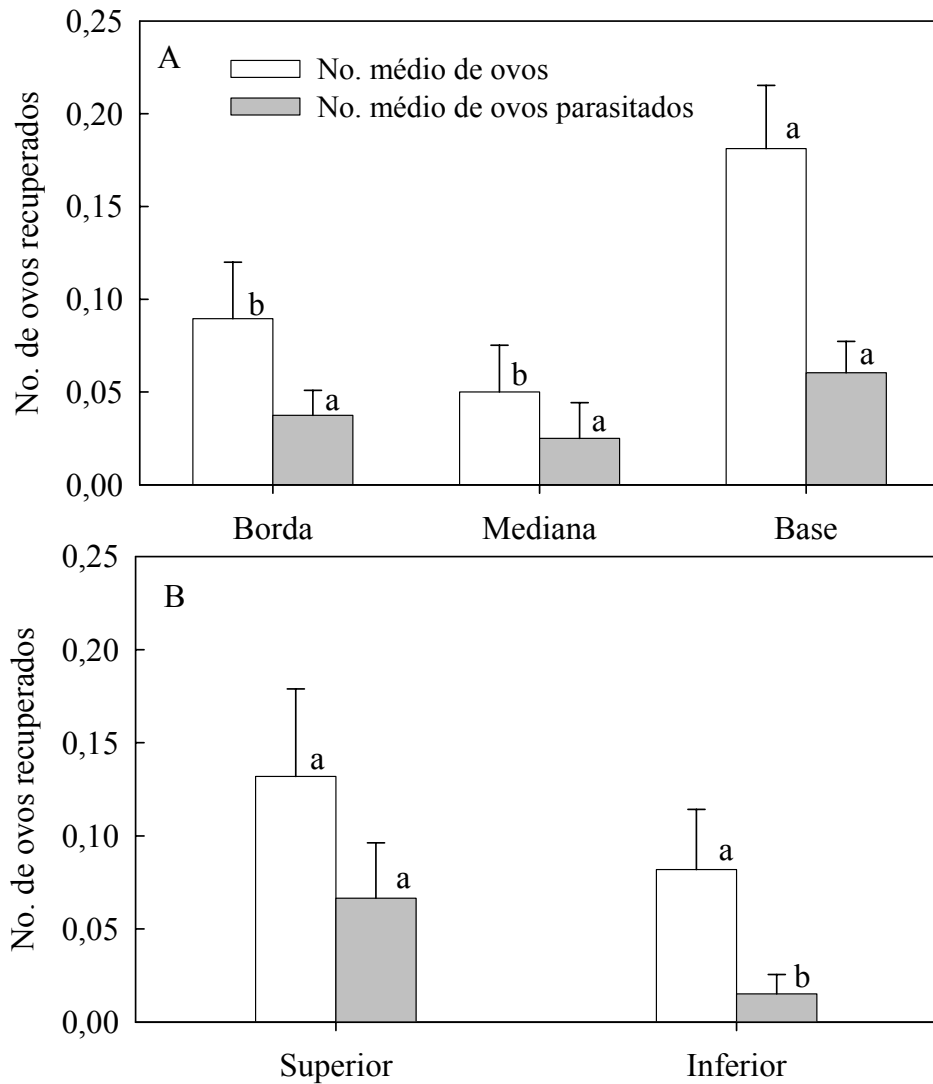 0,25
A
No. médio de ovos
No. médio de ovos parasitados
a
0,20
0,15
b
0,10
b
a
0,05
a
a
0,00
No. de ovos recuperados
Borda Mediana Base
0,25
B
0,20
0,15
a
a
0,10
a
0,05
b
0,00
No. de ovos recuperados
Superior Inferior